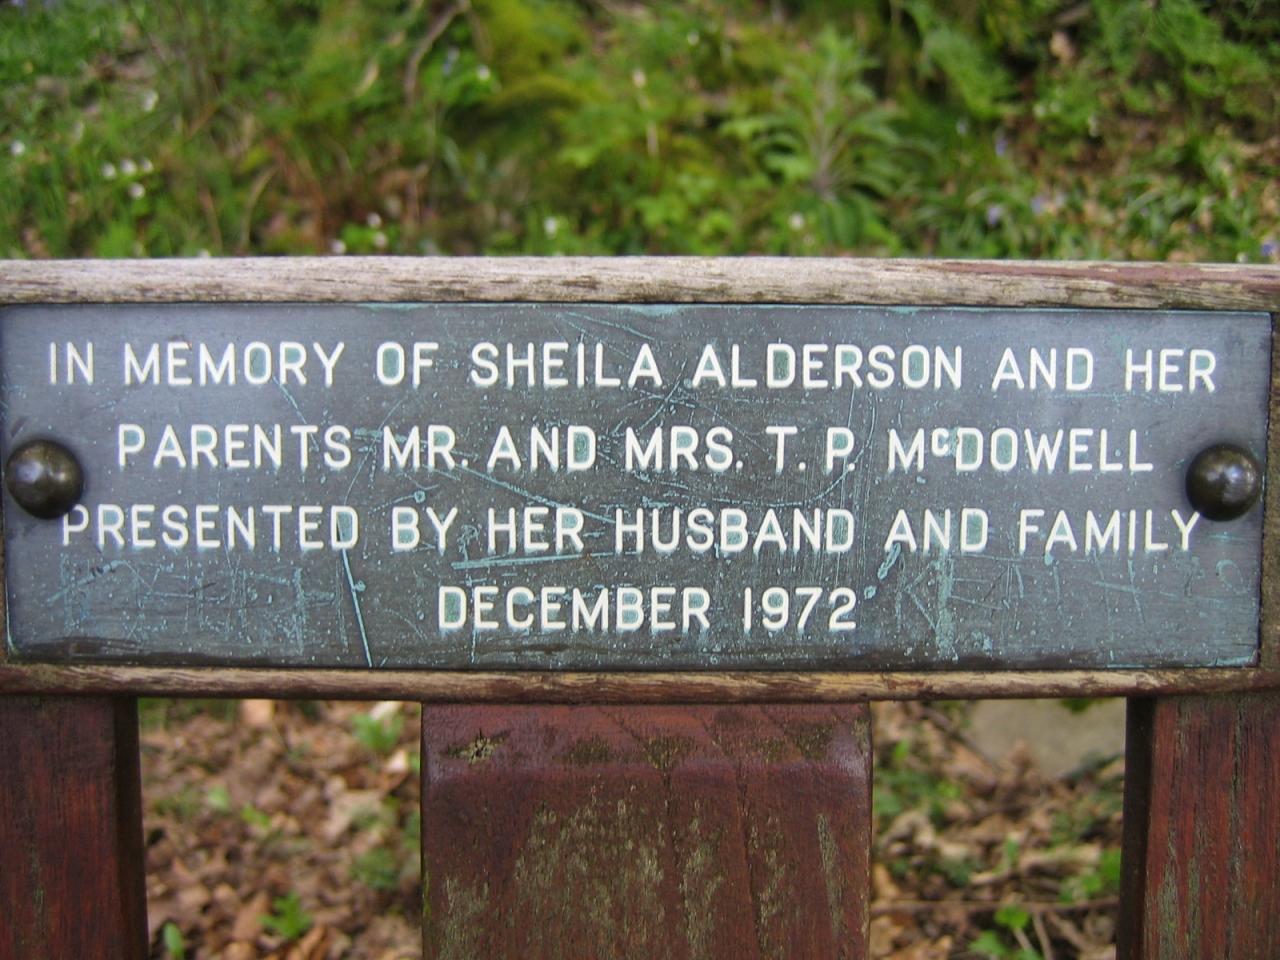 IN MEMORY OF SHEILA ALDERSON AND HER
PARENTS MR. AND MRS. T. P. McDOWELL
PRESENTED BY HER HUSBAND AND FAMILY
DECEMBER 1972